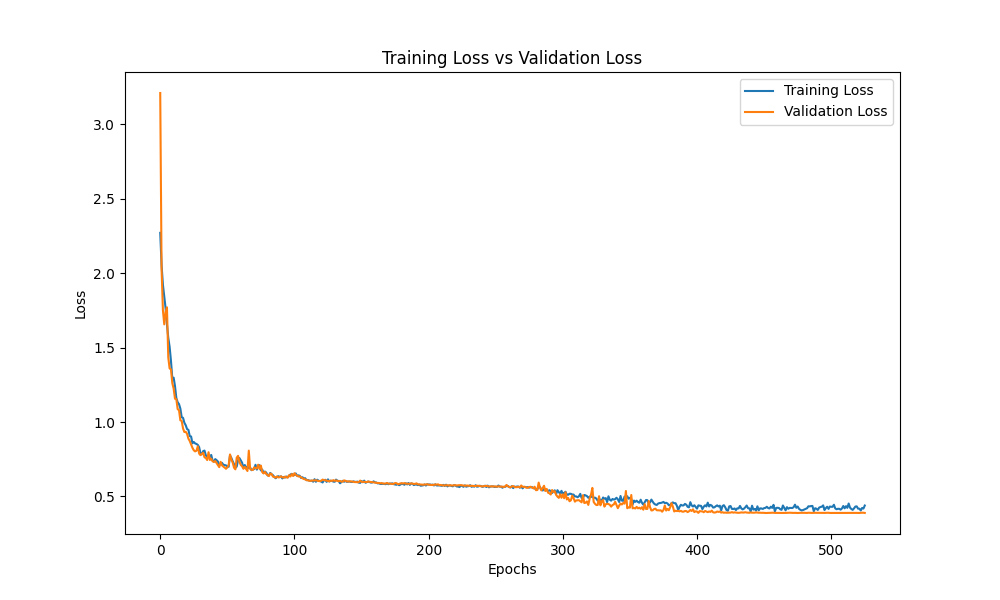 Training Loss vs Validation Loss
Training Loss
Validation Loss
3.0
2.5
2.0
1.5
1.0
0.5
Loss
0 100 200 300 400 500
Epochs